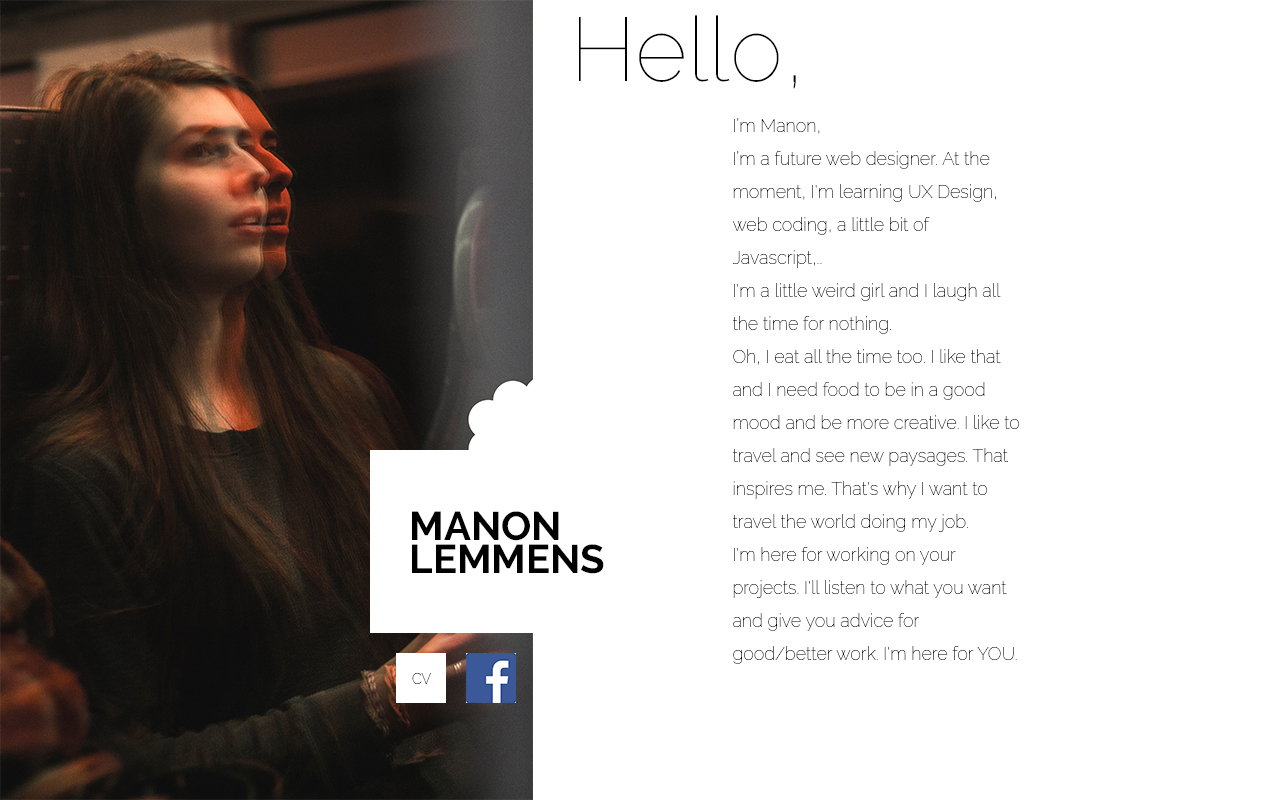 Hello,
I'm Manon,
I'm a future web designer. At the
moment, I'm learning UX Design,
web coding, a little bit of
Javascript,..
I'm a little weird girl and I laugh all
the time for nothing.
Oh, I eat all the time too. I like that
and I need food to be in a good
mood and be more creative. I like to
travel and see new paysages. That
inspires me. That's why I want to
travel the world doing my job.
I'm here for working on your
projects. I'll listen to what you want
and give you advice for
good/better work. I'm here for YOU.
MANON
LEMMENS
CV